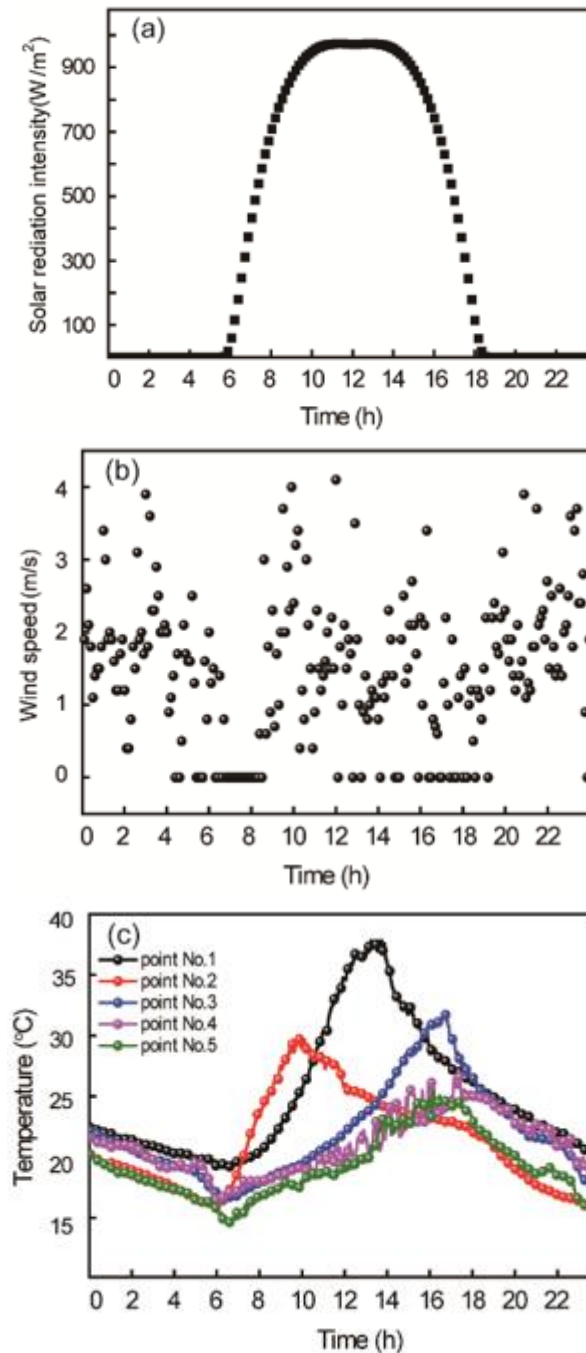 (a)
Solar rediation intensity(W/m²)
900
700
500
300
100
0 2 4 6 8 10 12 14 16 18 20 22
Time (h)
(b)
Wind speed (m/s)
4
3
2
1
0
0 2 4 6 8 10 12 14 16 18 20 22
Time (h)
(c)
Temperature (°C)
40
37
30
25
20
15
point No.1
point No.2
point No.3
point No.4
point No.5
0 2 4 6 8 10 12 14 16 18 20 22
Time (h)